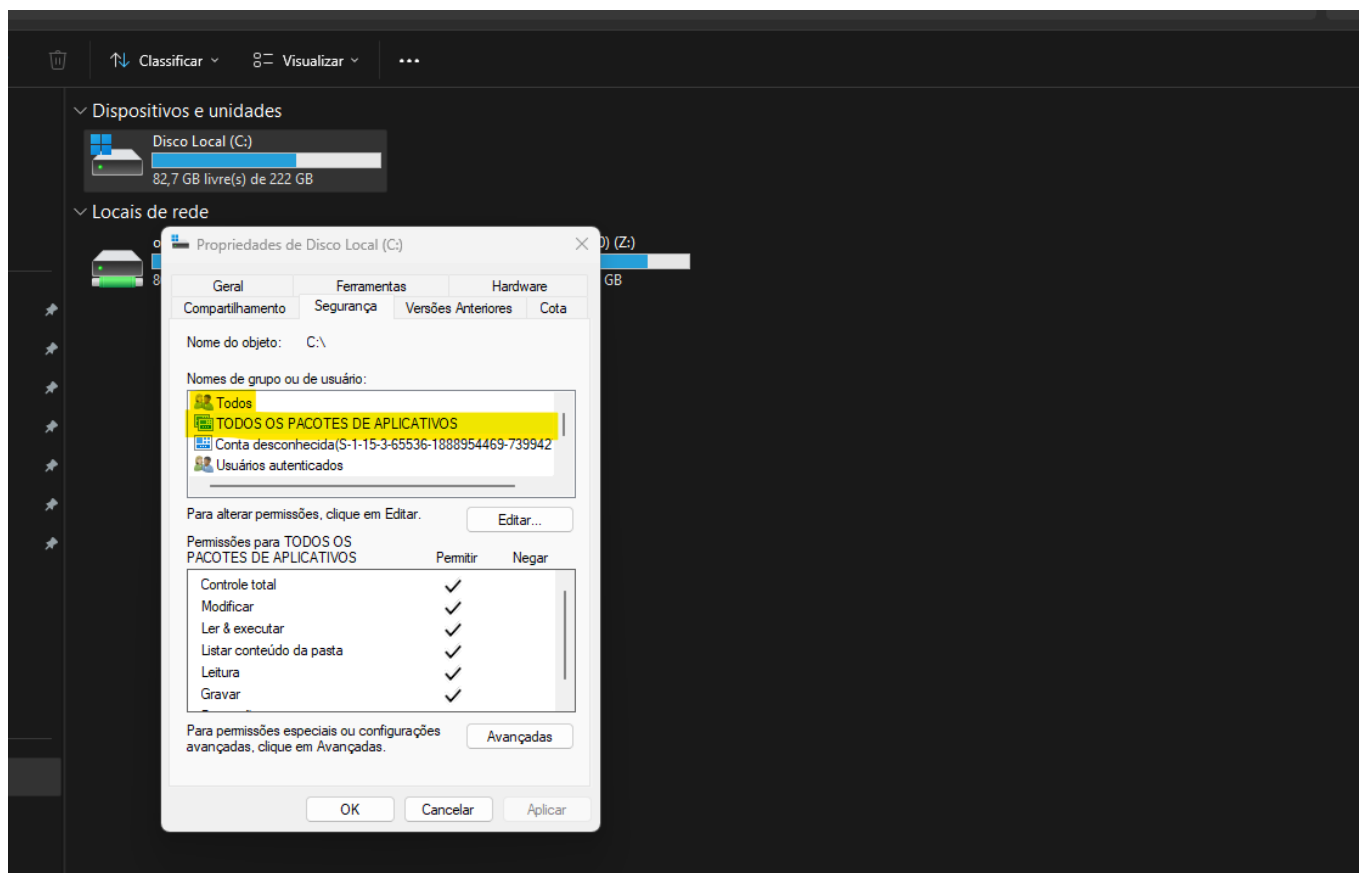 Classificar
Visualizar
Dispositivos e unidades
Disco Local (C:)
82,7 GB livre(s) de 222 GB
Locais de rede
(Z:)
GB
Propriedades de Disco Local (C:)
Geral
Ferramentas
Hardware
Compartilhamento
Segurança
Versões Anteriores
Cota
Nome do objeto: C:\
Nomes de grupo ou de usuário:
Todos
TODOS OS PACOTES DE APLICATIVOS
Conta desconhecida(S-1-15-3-65536-1888954469-739942
Usuários autenticados
Para alterar permissões, clique em Editar.
Editar...
Permissões para TODOS OS
PACOTES DE APLICATIVOS
Permitir
Negar
Controle total
Modificar
Ler & executar
Listar conteúdo da pasta
Leitura
Gravar
Para permissões especiais ou configurações
avançadas, clique em Avançadas.
Avançadas
OK
Cancelar
Aplicar